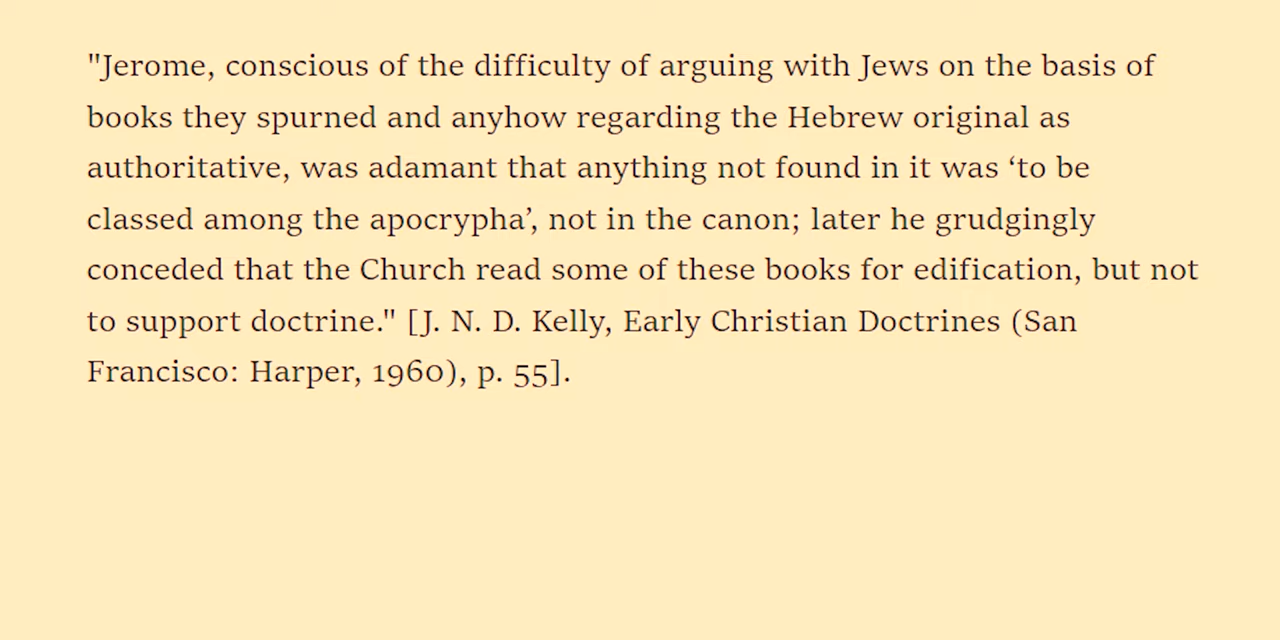 "Jerome, conscious of the difficulty of arguing with Jews on the basis of
books they spurned and anyhow regarding the Hebrew original as
authoritative, was adamant that anything not found in it was ‘to be
classed among the apocrypha’, not in the canon; later he grudgingly
conceded that the Church read some of these books for edification, but not
to support doctrine." [J. N. D. Kelly, Early Christian Doctrines (San
Francisco: Harper, 1960), p. 55].